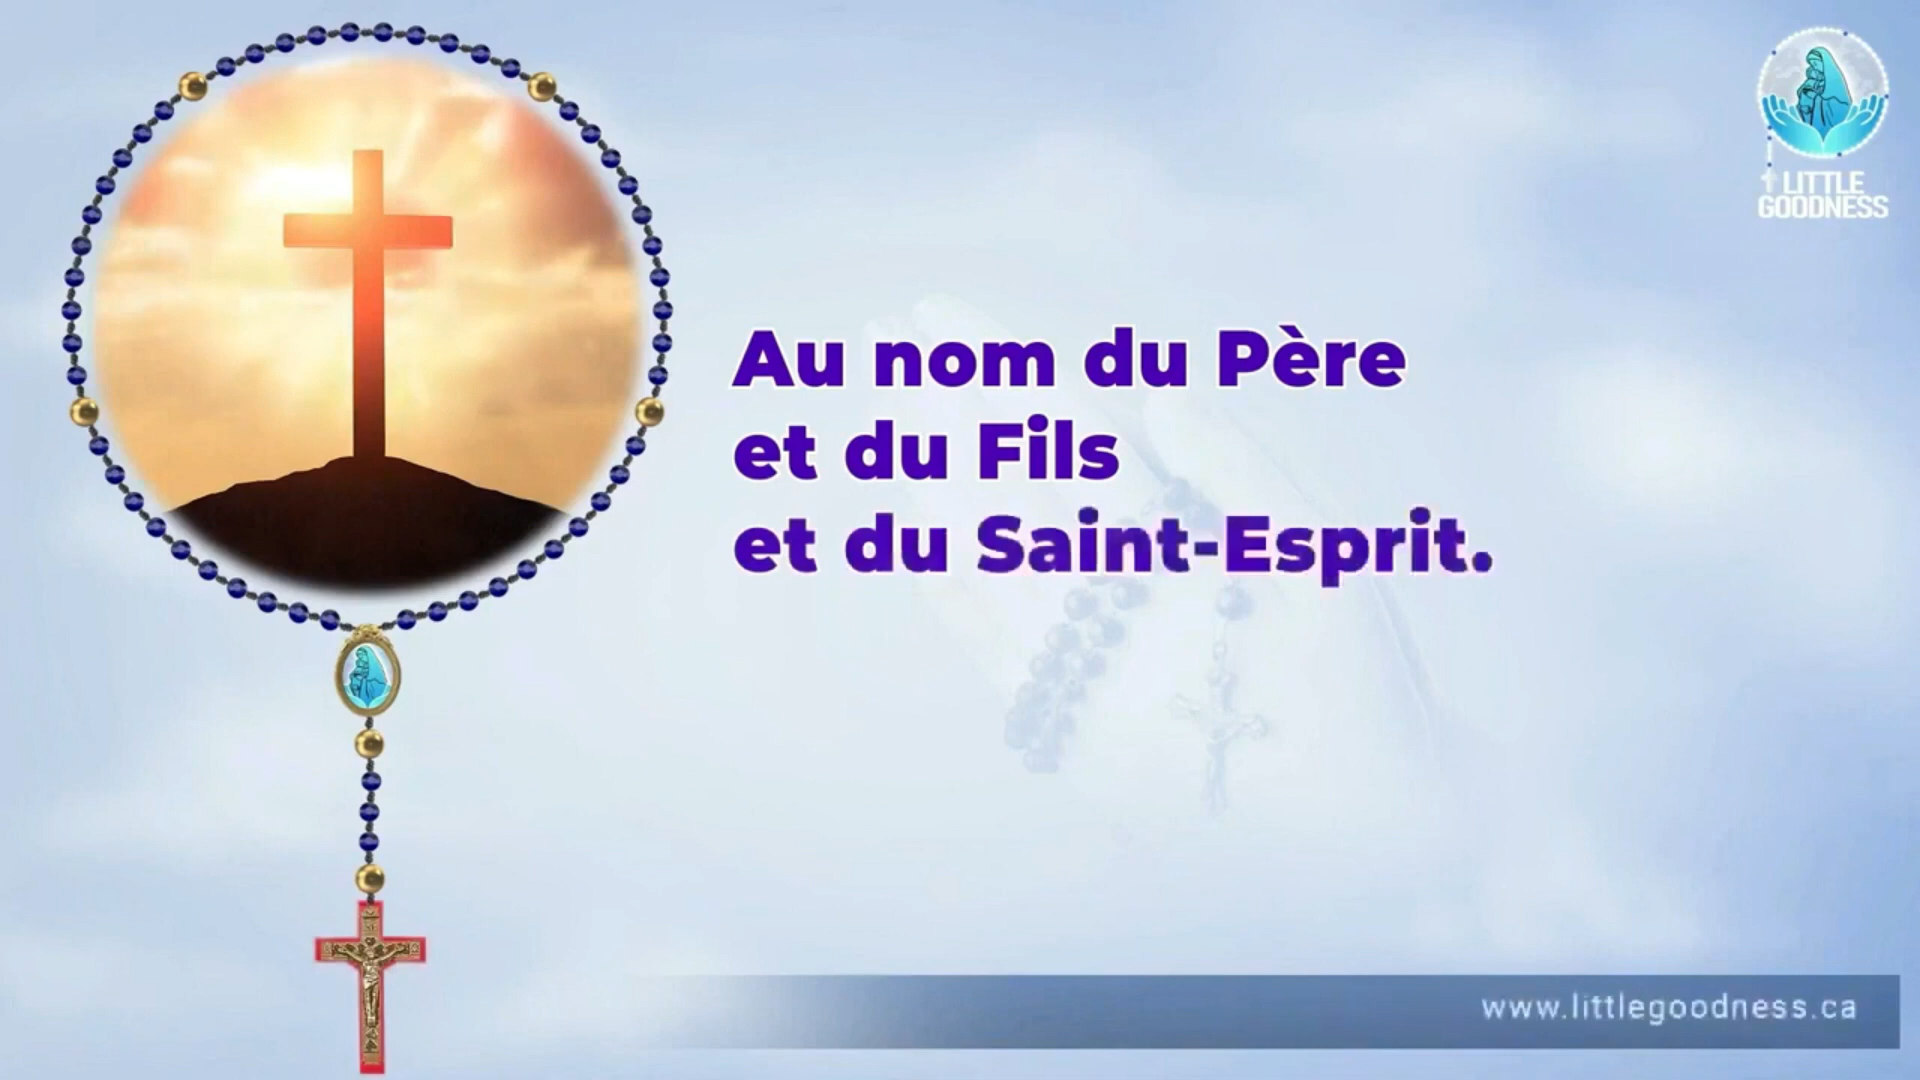 LITTLE
GOODNESS
Au nom du Père
et du Fils
et du Saint-Esprit.
www.littlegoodness.ca